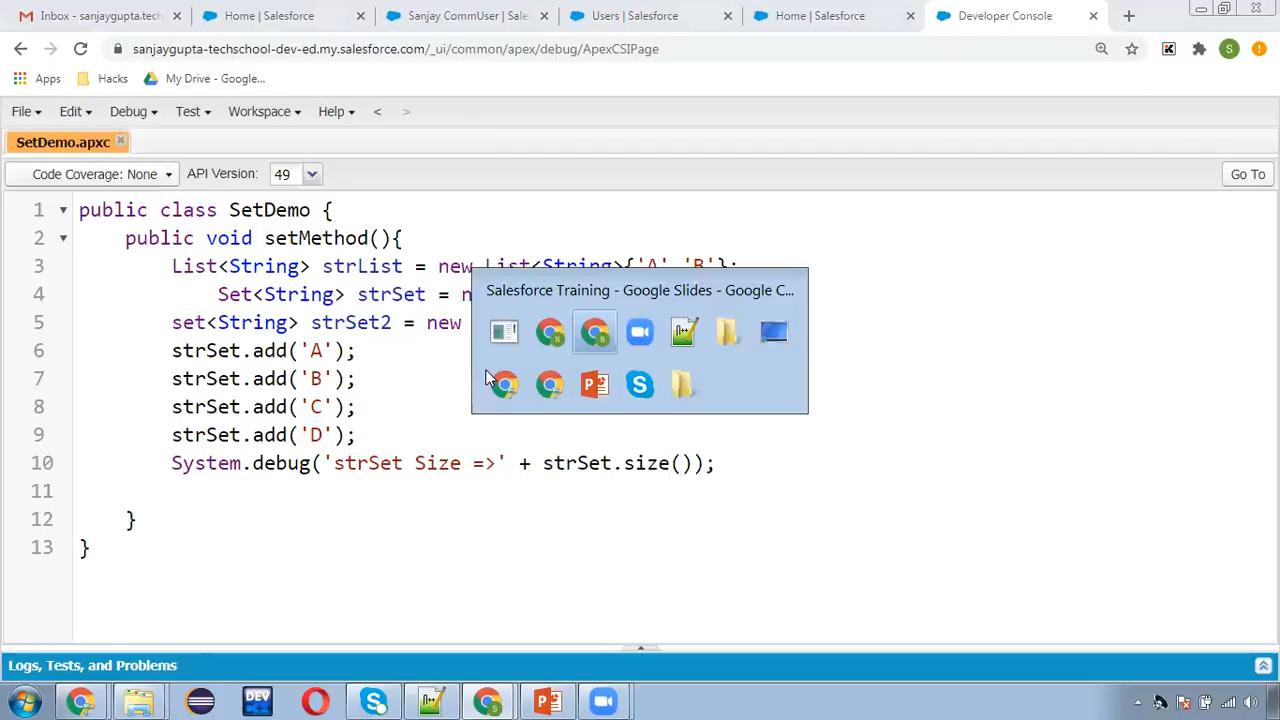 Inbox - sanjaygupta.tech
Home | Salesforce
Sanjay CommUser | Sale
Users | Salesforce
Home | Salesforce
Developer Console
sanjaygupta-techschool-dev-ed.my.salesforce.com/_ui/common/apex/debug/ApexCSIPage
Apps
Hacks
My Drive - Google...
File
Edit
Debug
Test
Workspace
Help
<
>
SetDemo.apxc
Code Coverage: None
API Version:
49
Go To
1 public class SetDemo {
2 public void setMethod(){
3 List<String> strList = new List<String>{'A','B'};
4 Set<String> strSet = n
5 set<String> strSet2 = new
6 strSet.add('A');
7 strSet.add('B');
8 strSet.add('C');
9 strSet.add('D');
10 System.debug('strSet Size =>' + strSet.size());
11
12 }
13 }
Salesforce Training - Google Slides - Google C...
Logs, Tests, and Problems